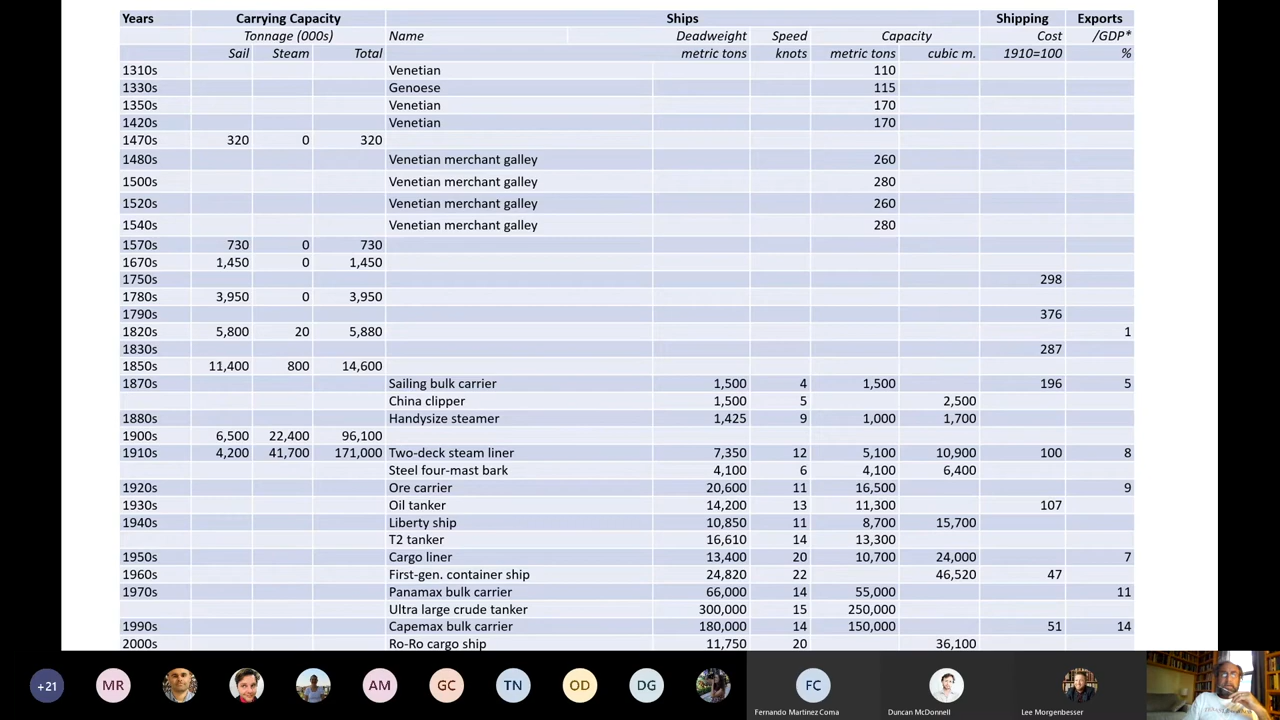 Years Carrying Capacity Ships Shipping Exports
Tonnage (000s) Name Deadweight Speed Capacity Cost /GDP*
Sail Steam Total metric tons knots metric tons cubic m. 1910=100 %
1310s Venetian 110
1330s Genoese 115
1350s Venetian 170
1420s Venetian 170
1470s 320 0 320
1480s Venetian merchant galley 260
1500s Venetian merchant galley 280
1520s Venetian merchant galley 260
1540s Venetian merchant galley 280
1570s 730 0 730
1670s 1,450 0 1,450
1750s 298
1780s 3,950 0 3,950
1790s 376
1820s 5,800 20 5,880 1
1830s 287
1850s 11,400 800 14,600
1870s Sailing bulk carrier 1,500 4 1,500 196 5
China clipper 1,500 5 2,500
1880s Handysize steamer 1,425 9 1,000 1,700
1900s 6,500 22,400 96,100
1910s 4,200 41,700 171,000 Two-deck steam liner 7,350 12 5,100 10,900 100 8
Steel four-mast bark 4,100 6 4,100 6,400
1920s Ore carrier 20,600 11 16,500 9
1930s Oil tanker 14,200 13 11,300 107
1940s Liberty ship 10,850 11 8,700 15,700
T2 tanker 16,610 14 13,300
1950s Cargo liner 13,400 20 10,700 24,000 7
1960s First-gen. container ship 24,820 22 46,520 47
1970s Panamax bulk carrier 66,000 14 55,000 11
Ultra large crude tanker 300,000 15 250,000
1990s Capemax bulk carrier 180,000 14 150,000 51 14
2000s Ro-Ro cargo ship 11,750 20 36,100
+21 MR AM GC TN OD DG FC
Fernando Martinez Coma Duncan McDonnell Lee Morgenbesser